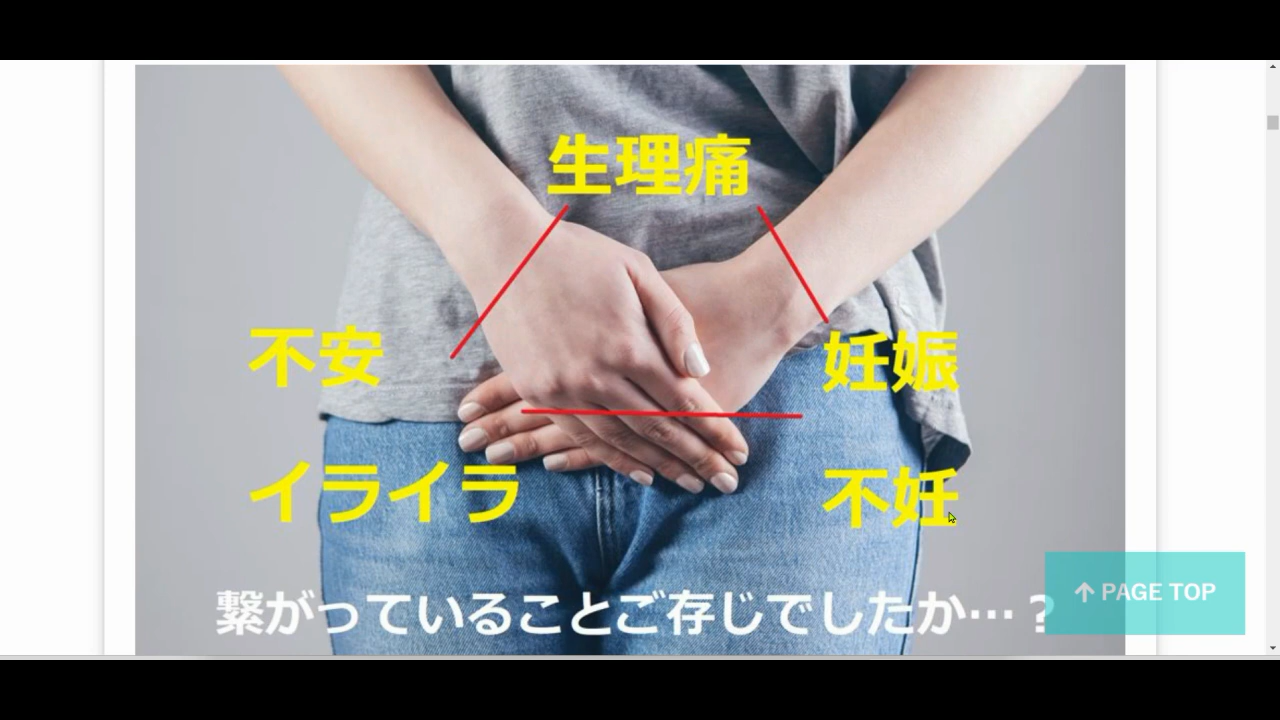 生理痛
不安
妊娠
イライラ
不妊
繋がっていることご存じでしたか…？
↑ PAGE TOP